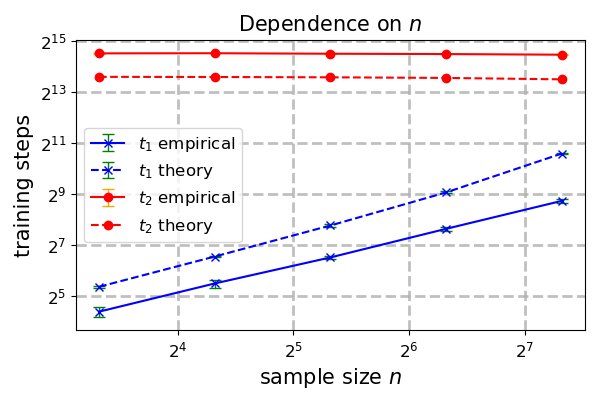 Dependence on n
training steps
2^15
2^13
2^11
2^9
2^7
2^5
t_1 empirical
t_1 theory
t_2 empirical
t_2 theory
2^4 2^5 2^6 2^7
sample size n